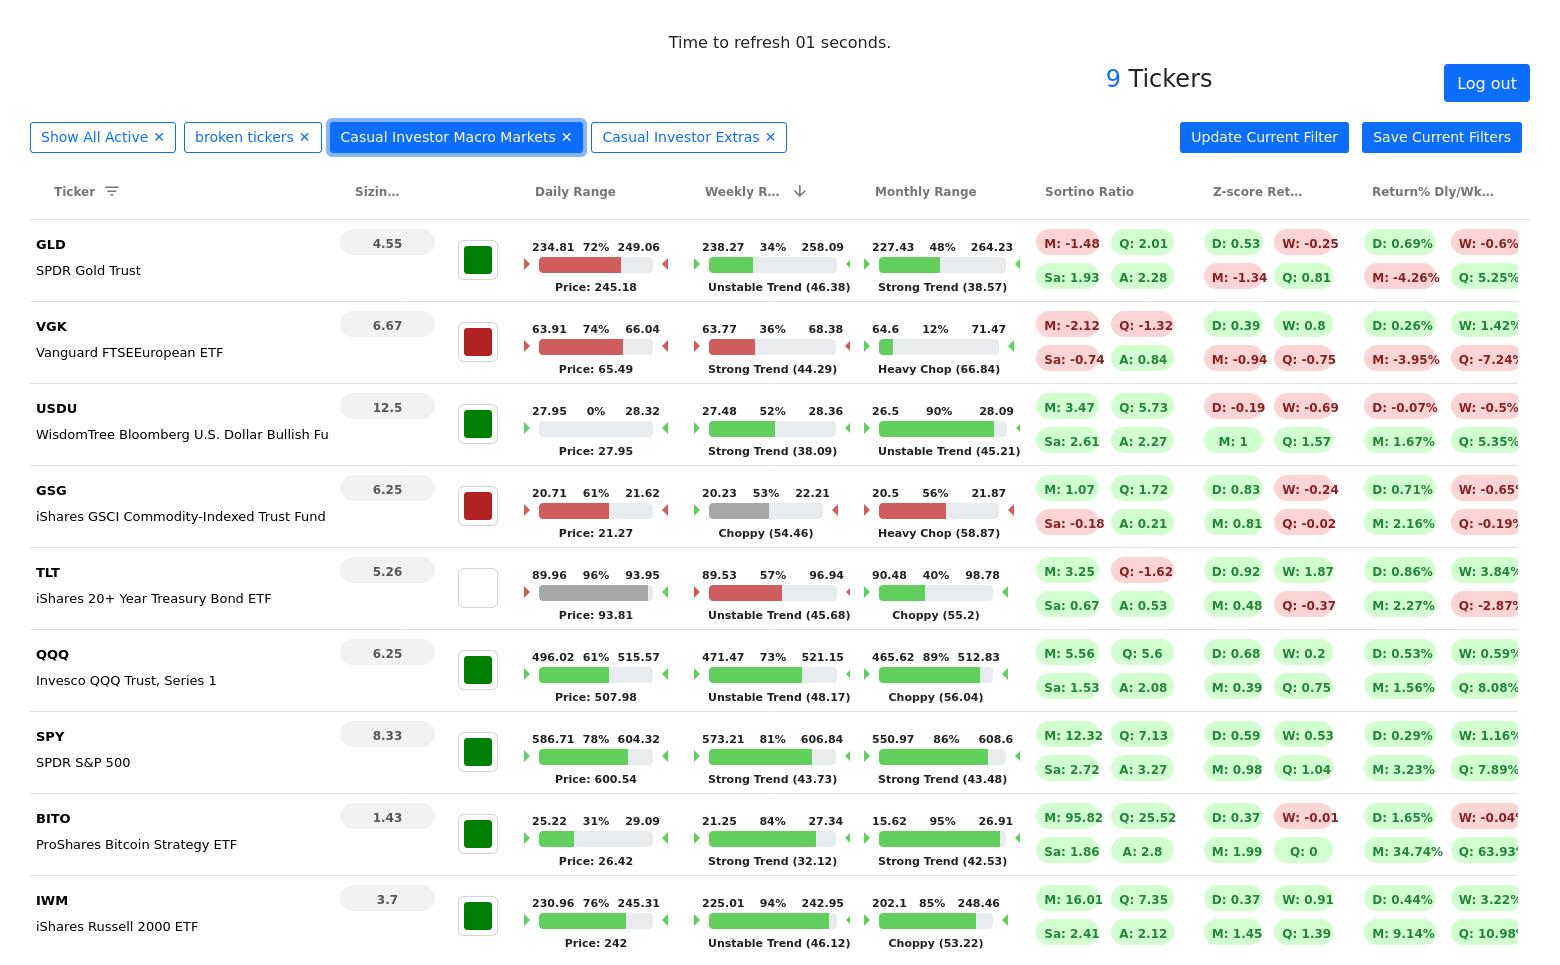 Time to refresh 01 seconds.
9 Tickers
Log out
Show All Active ✕ broken tickers ✕ Casual Investor Macro Markets ✕ Casual Investor Extras ✕ Update Current Filter Save Current Filters
Ticker Sizin... Daily Range Weekly R... Monthly Range Sortino Ratio Z-score Ret... Return% Dly/Wk...
GLD 4.55 234.81 72% 249.06 238.27 34% 258.09 227.43 48% 264.23 M: -1.48 Q: 2.01 D: 0.53 W: -0.25 D: 0.69% W: -0.6%
SPDR Gold Trust Sa: 1.93 A: 2.28 M: -1.34 Q: 0.81 M: -4.26% Q: 5.25%
Price: 245.18 Unstable Trend (46.38) Strong Trend (38.57)
VGK 6.67 63.91 74% 66.04 63.77 36% 68.38 64.6 12% 71.47 M: -2.12 Q: -1.32 D: 0.39 W: 0.8 D: 0.26% W: 1.42%
Vanguard FTSEEuropean ETF Sa: -0.74 A: 0.84 M: -0.94 Q: -0.75 M: -3.95% Q: -7.24%
Price: 65.49 Strong Trend (44.29) Heavy Chop (66.84)
USDU 12.5 27.95 0% 28.32 27.48 52% 28.36 26.5 90% 28.09 M: 3.47 Q: 5.73 D: -0.19 W: -0.69 D: -0.07% W: -0.5%
WisdomTree Bloomberg U.S. Dollar Bullish Fu Sa: 2.61 A: 2.27 M: 1 Q: 1.57 M: 1.67% Q: 5.35%
Price: 27.95 Strong Trend (38.09) Unstable Trend (45.21)
GSG 6.25 20.71 61% 21.62 20.23 53% 22.21 20.5 56% 21.87 M: 1.07 Q: 1.72 D: 0.83 W: -0.24 D: 0.71% W: -0.65%
iShares GSCI Commodity-Indexed Trust Fund Sa: -0.18 A: 0.21 M: 0.81 Q: -0.02 M: 2.16% Q: -0.19%
Price: 21.27 Choppy (54.46) Heavy Chop (58.87)
TLT 5.26 89.96 96% 93.95 89.53 57% 96.94 90.48 40% 98.78 M: 3.25 Q: -1.62 D: 0.92 W: 1.87 D: 0.86% W: 3.84%
iShares 20+ Year Treasury Bond ETF Sa: 0.67 A: 0.53 M: 0.48 Q: -0.37 M: 2.27% Q: -2.87%
Price: 93.81 Unstable Trend (45.68) Choppy (55.2)
QQQ 6.25 496.02 61% 515.57 471.47 73% 521.15 465.62 89% 512.83 M: 5.56 Q: 5.6 D: 0.68 W: 0.2 D: 0.53% W: 0.59%
Invesco QQQ Trust, Series 1 Sa: 1.53 A: 2.08 M: 0.39 Q: 0.75 M: 1.56% Q: 8.08%
Price: 507.98 Unstable Trend (48.17) Choppy (56.04)
SPY 8.33 586.71 78% 604.32 573.21 81% 606.84 550.97 86% 608.6 M: 12.32 Q: 7.13 D: 0.59 W: 0.53 D: 0.29% W: 1.16%
SPDR S&P 500 Sa: 2.72 A: 3.27 M: 0.98 Q: 1.04 M: 3.23% Q: 7.89%
Price: 600.54 Strong Trend (43.73) Strong Trend (43.48)
BITO 1.43 25.22 31% 29.09 21.25 84% 27.34 15.62 95% 26.91 M: 95.82 Q: 25.52 D: 0.37 W: -0.01 D: 1.65% W: -0.04%
ProShares Bitcoin Strategy ETF Sa: 1.86 A: 2.8 M: 1.99 Q: 0 M: 34.74% Q: 63.93%
Price: 26.42 Strong Trend (32.12) Strong Trend (42.53)
IWM 3.7 230.96 76% 245.31 225.01 94% 242.95 202.1 85% 248.46 M: 16.01 Q: 7.35 D: 0.37 W: 0.91 D: 0.44% W: 3.22%
iShares Russell 2000 ETF Sa: 2.41 A: 2.12 M: 1.45 Q: 1.39 M: 9.14% Q: 10.98%
Price: 242 Unstable Trend (46.12) Choppy (53.22)